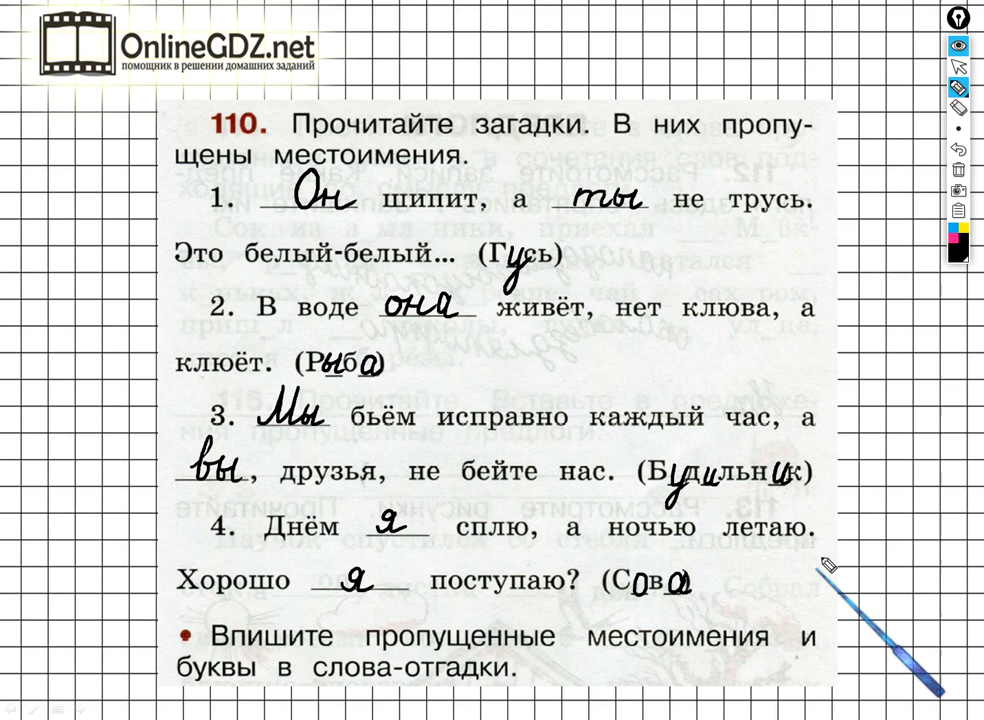 OnlineGDZ.net
помощник в решении домашних заданий
110. Прочитайте загадки. В них пропу-
щены местоимения.
1. Он шипит, а ты не трусь.
Это белый-белый... (Гусь)
2. В воде она живёт, нет клюва, а
клюёт. (Рыба)
3. Мы бьём исправно каждый час, а
вы, друзья, не бейте нас. (Будильник)
4. Днём я сплю, а ночью летаю.
Хорошо я поступаю? (Сова)
• Впишите пропущенные местоимения и
буквы в слова-отгадки.